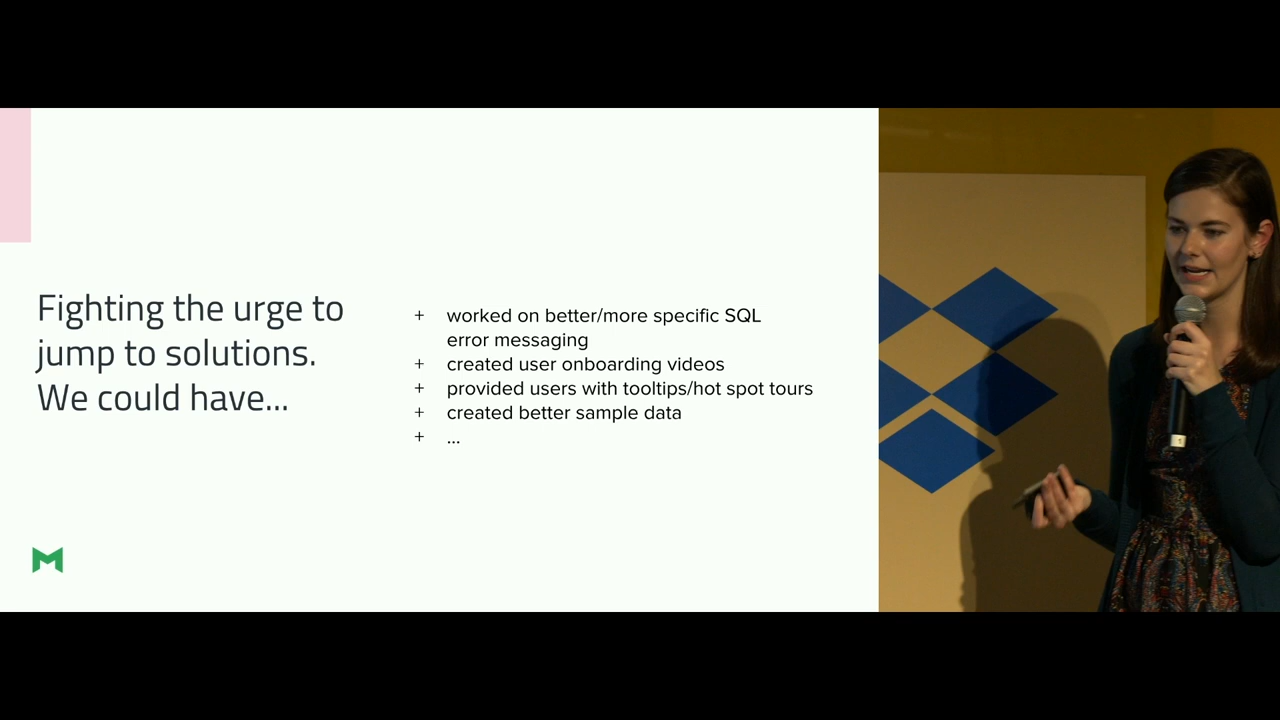 Fighting the urge to
jump to solutions.
We could have...
+ worked on better/more specific SQL
error messaging
+ created user onboarding videos
+ provided users with tooltips/hot spot tours
+ created better sample data
+ ...